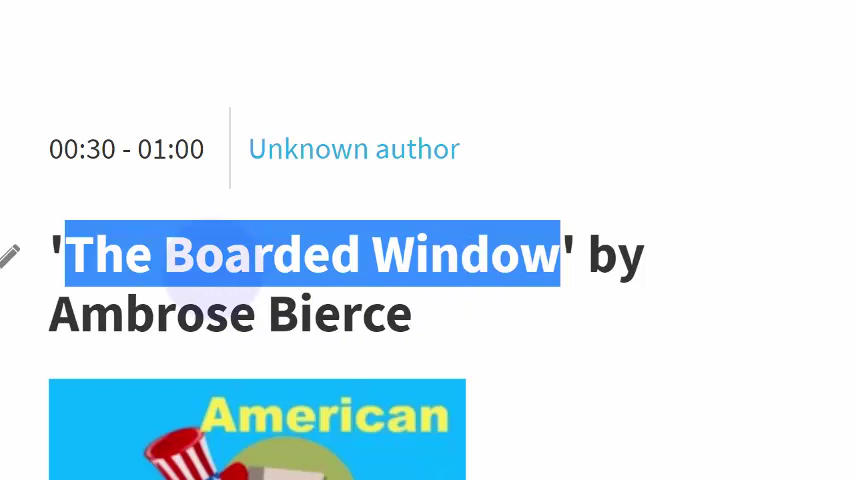 00:30 - 01:00
Unknown author
'The Boarded Window' by
Ambrose Bierce
American